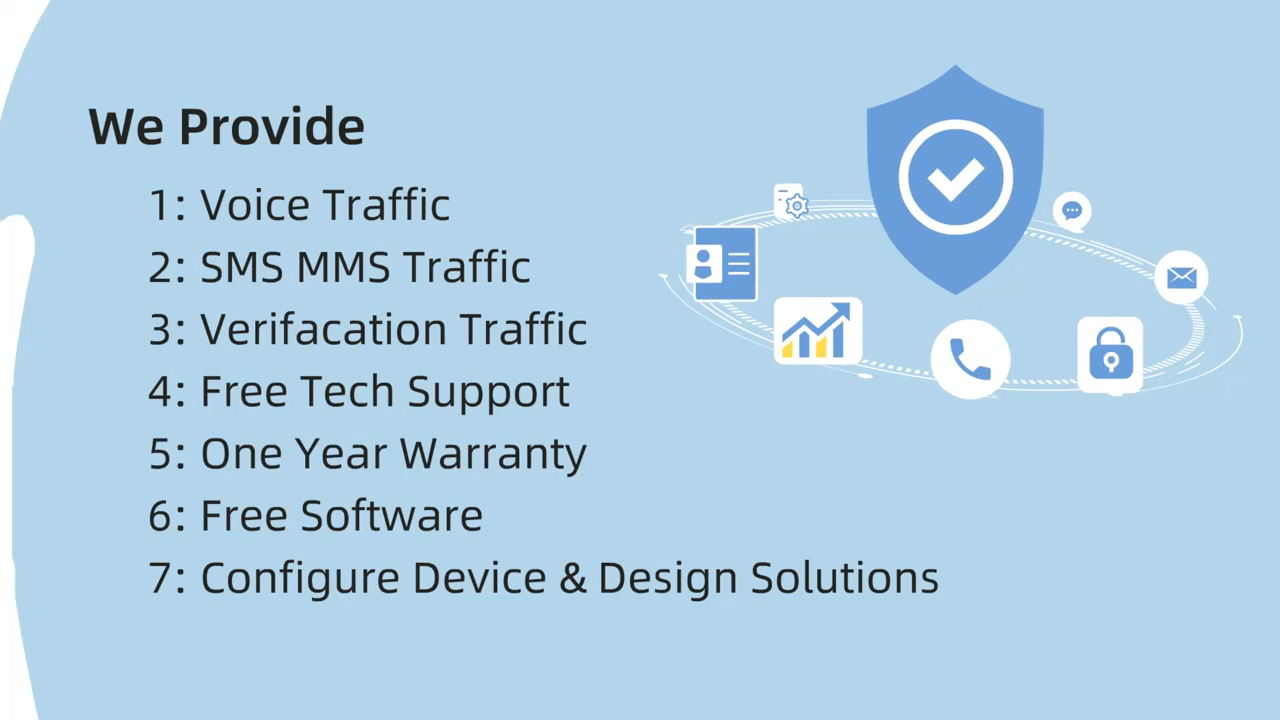 We Provide
1: Voice Traffic
2: SMS MMS Traffic
3: Verifacation Traffic
4: Free Tech Support
5: One Year Warranty
6: Free Software
7: Configure Device & Design Solutions